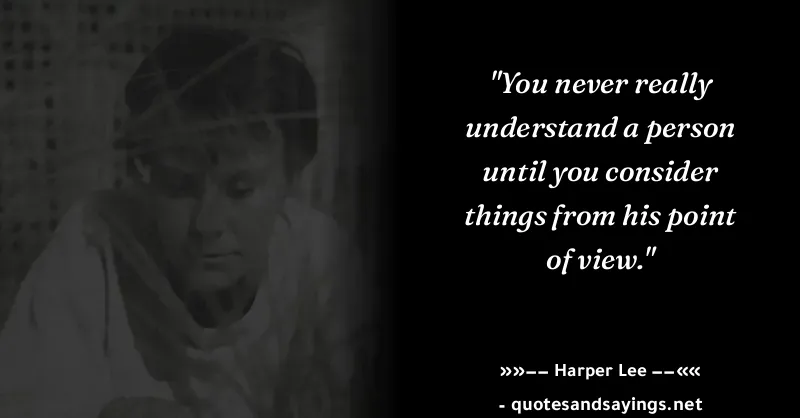 "You never really
understand a person
until you consider
things from his point
of view."
»»−− Harper Lee −−««
- quotesandsayings.net